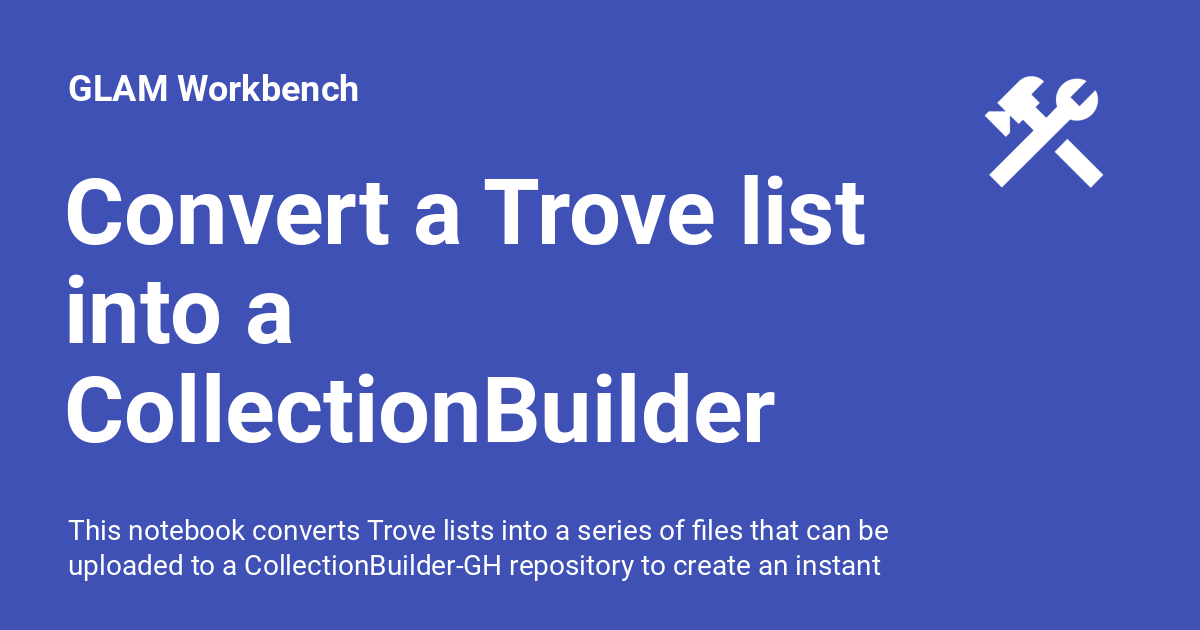 GLAM Workbench
Convert a Trove list
into a
CollectionBuilder
This notebook converts Trove lists into a series of files that can be
uploaded to a CollectionBuilder-GH repository to create an instant